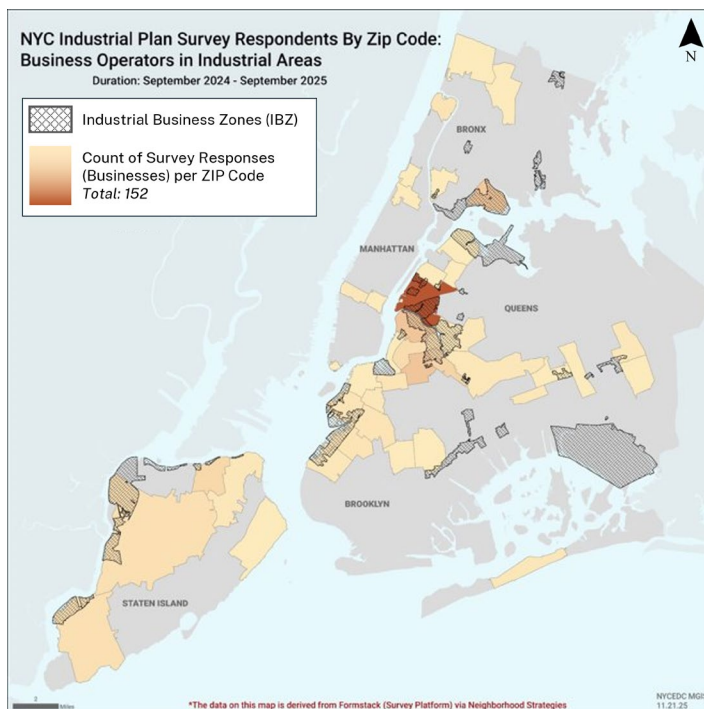 NYC Industrial Plan Survey Respondents By Zip Code:
Business Operators in Industrial Areas
Duration: September 2024 - September 2025
N
Industrial Business Zones (IBZ)
Count of Survey Responses
(Businesses) per ZIP Code
Total: 152
BRONX
MANHATTAN
QUEENS
BROOKLYN
STATEN ISLAND
2
Miles
*The data on this map is derived from Formstack (Survey Platform) via Neighborhood Strategies
NYCEDC MGIS
11.21.25